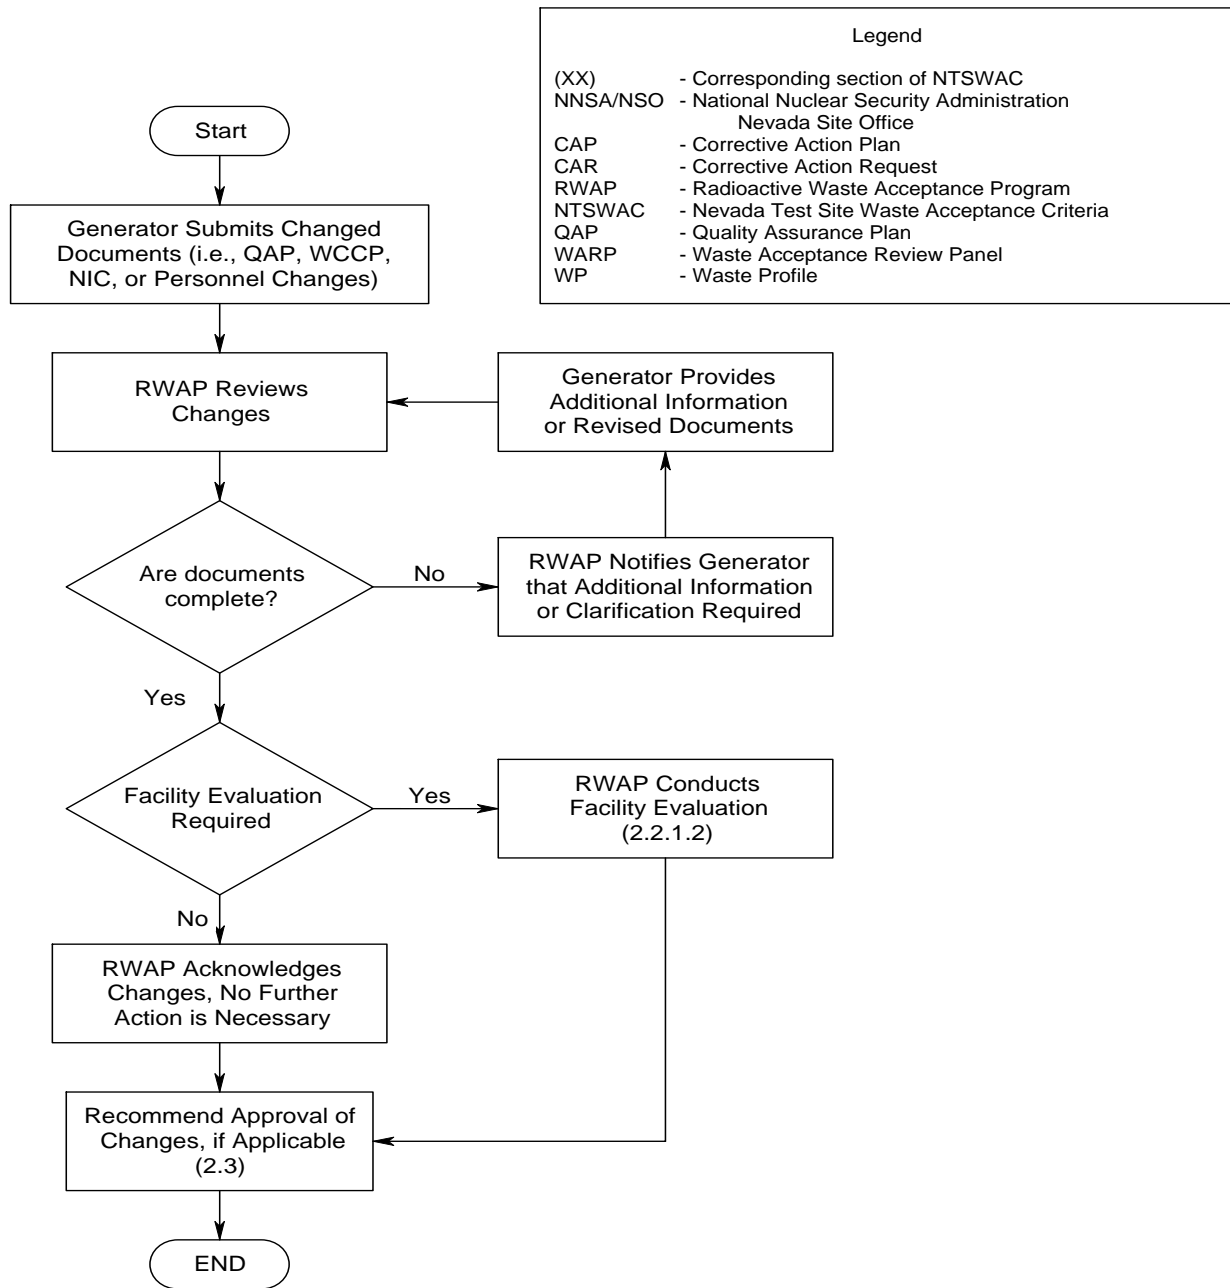 Legend
(XX) - Corresponding section of NTSWAC
NNSA/NSO - National Nuclear Security Administration
Nevada Site Office
CAP - Corrective Action Plan
CAR - Corrective Action Request
RWAP - Radioactive Waste Acceptance Program
NTSWAC - Nevada Test Site Waste Acceptance Criteria
QAP - Quality Assurance Plan
WARP - Waste Acceptance Review Panel
WP - Waste Profile
Start
Generator Submits Changed
Documents (i.e., QAP, WCCP,
NIC, or Personnel Changes)
RWAP Reviews
Changes
Generator Provides
Additional Information
or Revised Documents
Are documents
complete?
No
RWAP Notifies Generator
that Additional Information
or Clarification Required
Yes
Facility Evaluation
Required
Yes
RWAP Conducts
Facility Evaluation
(2.2.1.2)
No
RWAP Acknowledges
Changes, No Further
Action is Necessary
Recommend Approval of
Changes, if Applicable
(2.3)
END